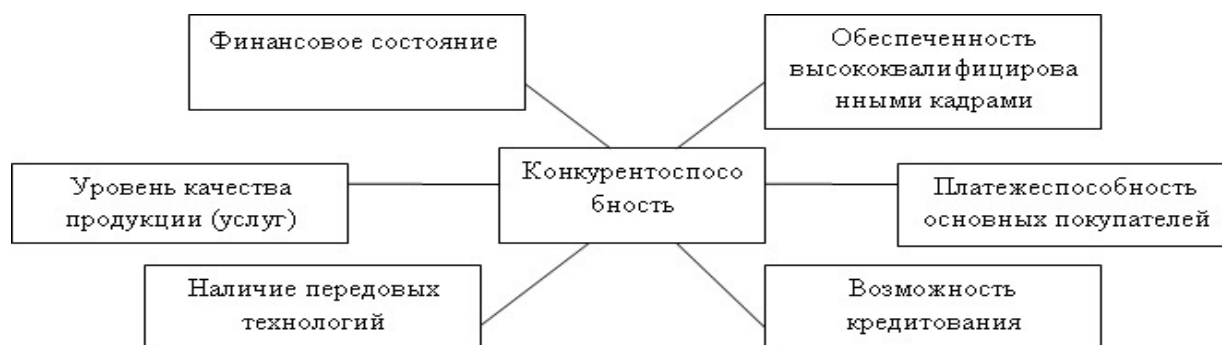 Финансовое состояние
Обеспеченность
высококвалифицирова
нными кадрами
Уровень качества
продукции (услуг)
Конкурентоспосо
бность
Платежеспособность
основных покупателей
Наличие передовых
технологий
Возможность
кредитования